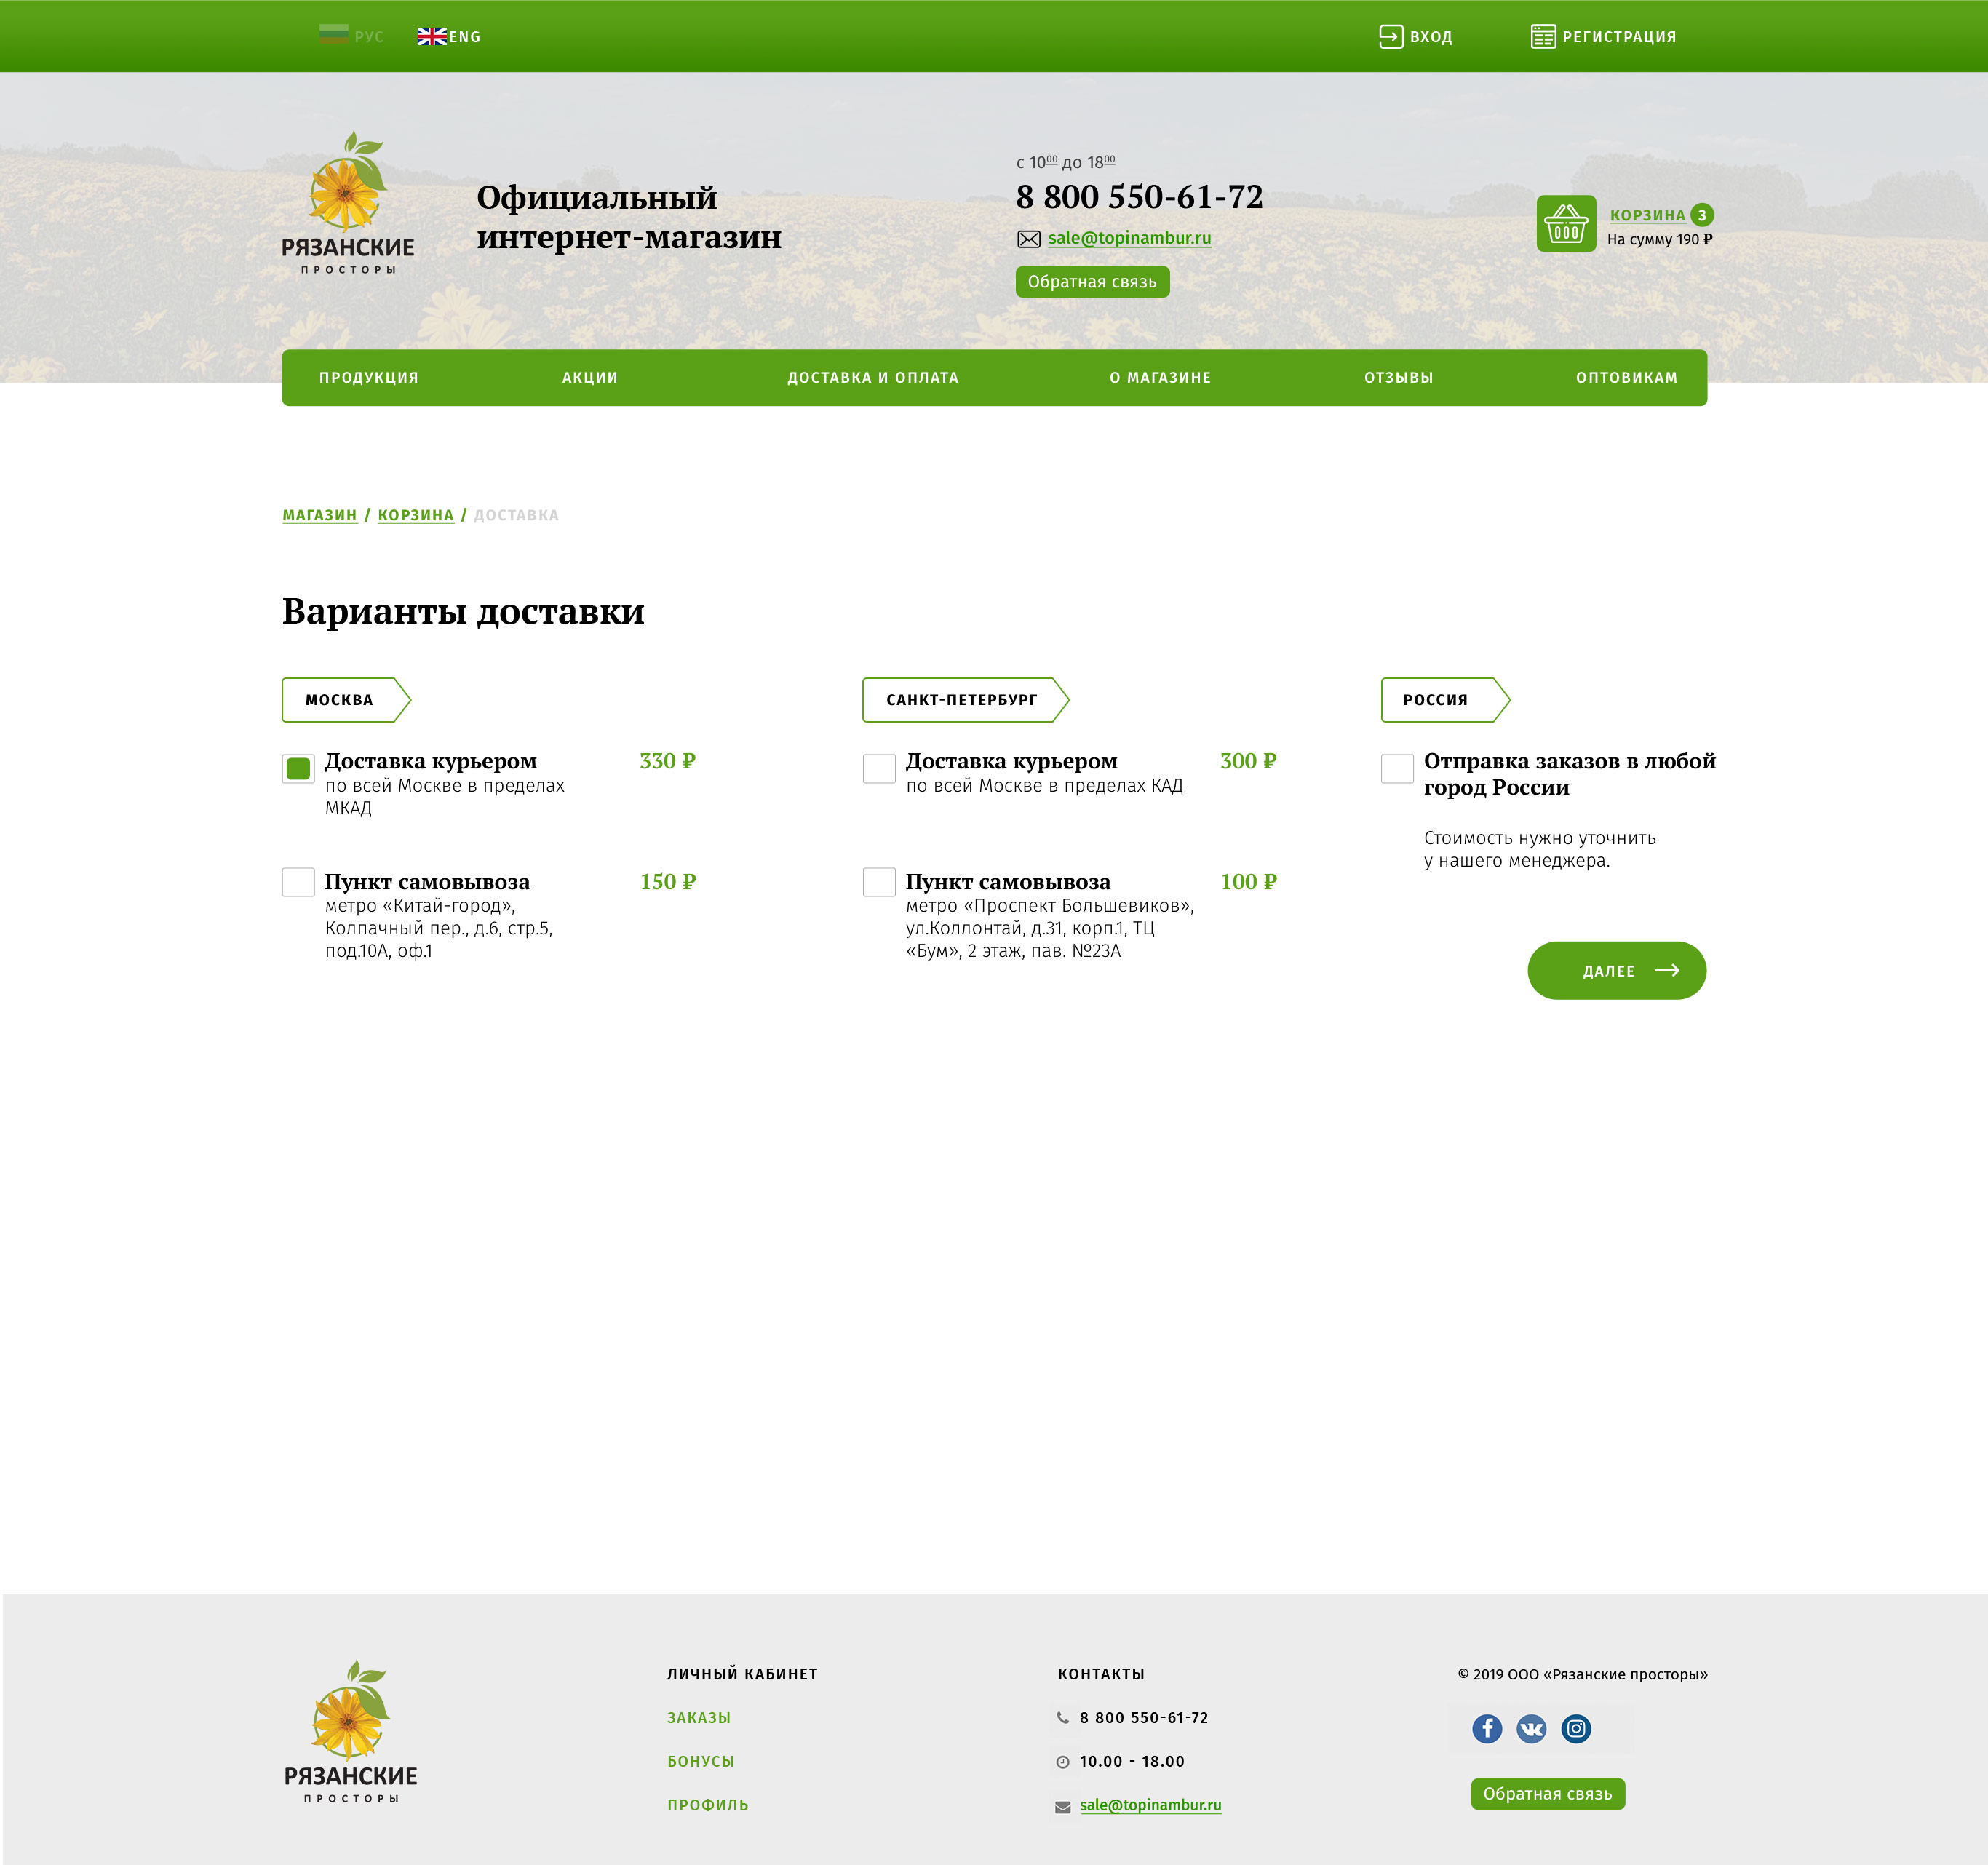 РУС
ENG
ВХОД
РЕГИСТРАЦИЯ
РЯЗАНСКИЕ
ПРОСТОРЫ
Официальный
интернет-магазин
с 10⁰⁰ до 18⁰⁰
8 800 550-61-72
sale@topinambur.ru
Обратная связь
КОРЗИНА 3
На сумму 190 ₽
ПРОДУКЦИЯ
АКЦИИ
ДОСТАВКА И ОПЛАТА
О МАГАЗИНЕ
ОТЗЫВЫ
ОПТОВИКАМ
МАГАЗИН / КОРЗИНА / ДОСТАВКА
Варианты доставки
МОСКВА
Доставка курьером 330 ₽
по всей Москве в пределах
МКАД
Пункт самовывоза 150 ₽
метро «Китай-город»,
Колпачный пер., д.6, стр.5,
под.10А, оф.1
САНКТ-ПЕТЕРБУРГ
Доставка курьером 300 ₽
по всей Москве в пределах КАД
Пункт самовывоза 100 ₽
метро «Проспект Большевиков»,
ул.Коллонтай, д.31, корп.1, ТЦ
«Бум», 2 этаж, пав. №23А
РОССИЯ
Отправка заказов в любой
город России
Стоимость нужно уточнить
у нашего менеджера.
ДАЛЕЕ
РЯЗАНСКИЕ
ПРОСТОРЫ
ЛИЧНЫЙ КАБИНЕТ
ЗАКАЗЫ
БОНУСЫ
ПРОФИЛЬ
КОНТАКТЫ
8 800 550-61-72
10.00 - 18.00
sale@topinambur.ru
© 2019 ООО «Рязанские просторы»
Обратная связь